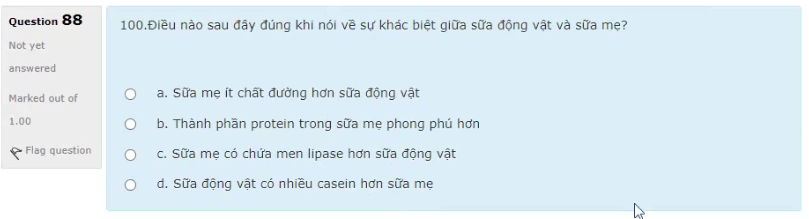 Question 88
Not yet
answered
Marked out of
1.00
Flag question
100.Điều nào sau đây đúng khi nói về sự khác biệt giữa sữa động vật và sữa mẹ?
a. Sữa mẹ ít chất đường hơn sữa động vật
b. Thành phần protein trong sữa mẹ phong phú hơn
c. Sữa mẹ có chứa men lipase hơn sữa động vật
d. Sữa động vật có nhiều casein hơn sữa mẹ